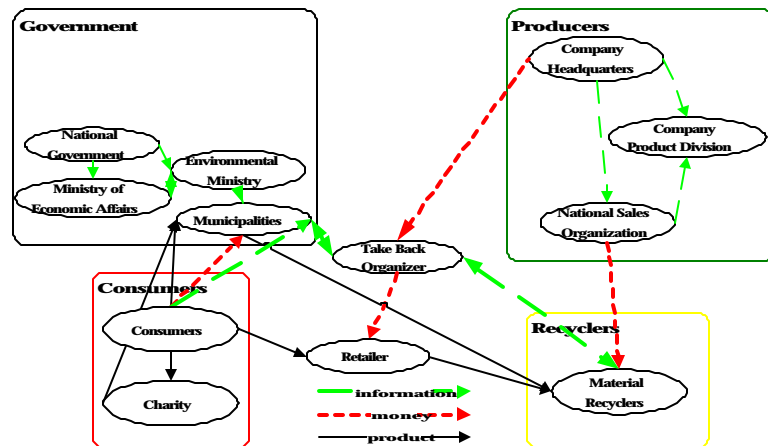 Government
Producers
Company
Headquarters
National
Government
Company
Product Division
Environmental
Ministry
Ministry of
Economic Affairs
Municipalities
National Sales
Organization
Take Back
Organizer
Consumers
Consumers
Recyclers
Retailer
Charity
Material
Recyclers
information
money
product